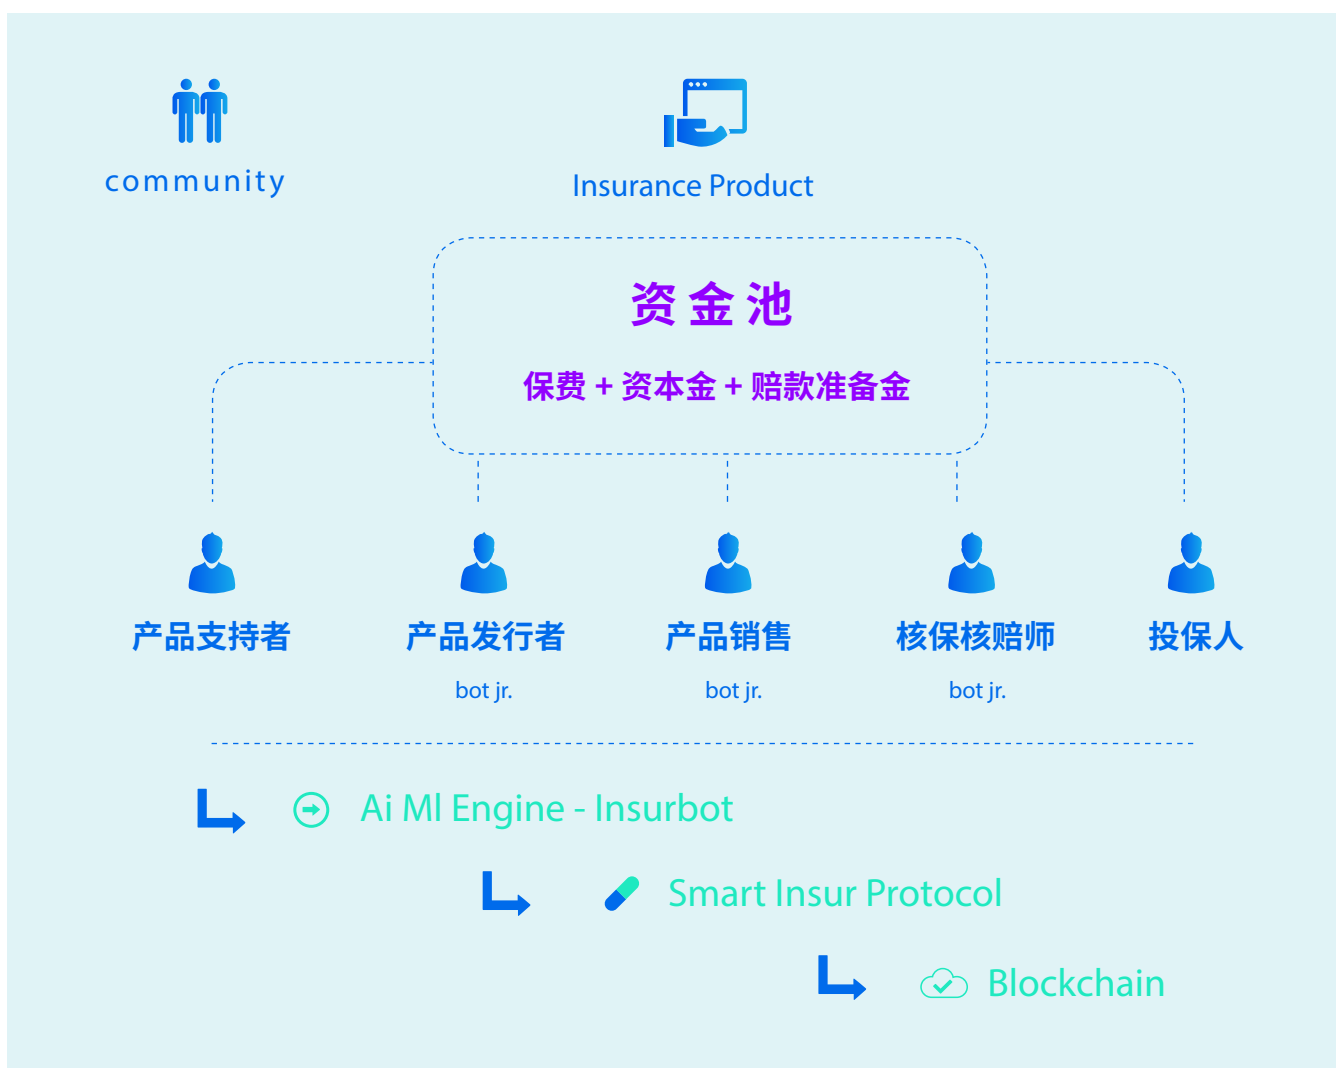 community
Insurance Product
资金池
保费 + 资本金 + 赔款准备金
产品支持者
产品发行者
产品销售
核保核赔师
投保人
bot jr.
bot jr.
bot jr.
Ai Ml Engine - Insurbot
Smart Insur Protocol
Blockchain